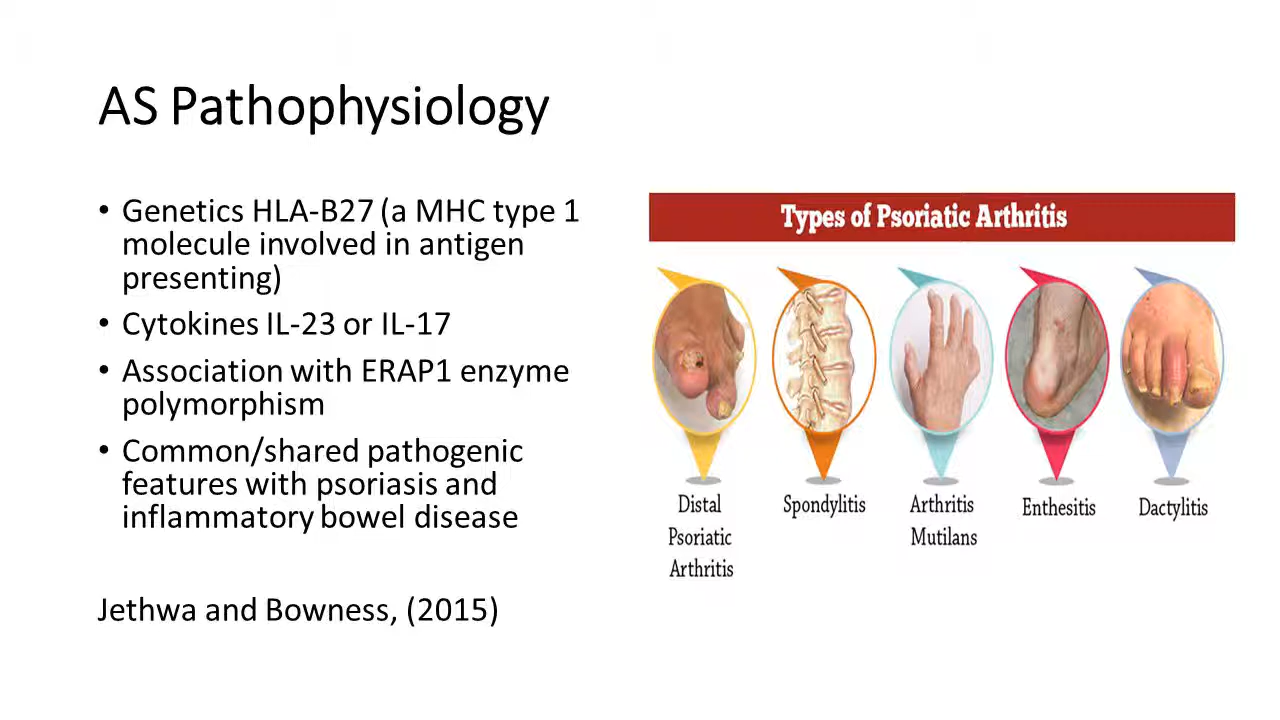 AS Pathophysiology
• Genetics HLA-B27 (a MHC type 1
molecule involved in antigen
presenting)
• Cytokines IL-23 or IL-17
• Association with ERAP1 enzyme
polymorphism
• Common/shared pathogenic
features with psoriasis and
inflammatory bowel disease
Jethwa and Bowness, (2015)
Types of Psoriatic Arthritis
Distal
Psoriatic
Arthritis
Spondylitis
Arthritis
Mutilans
Enthesitis
Dactylitis